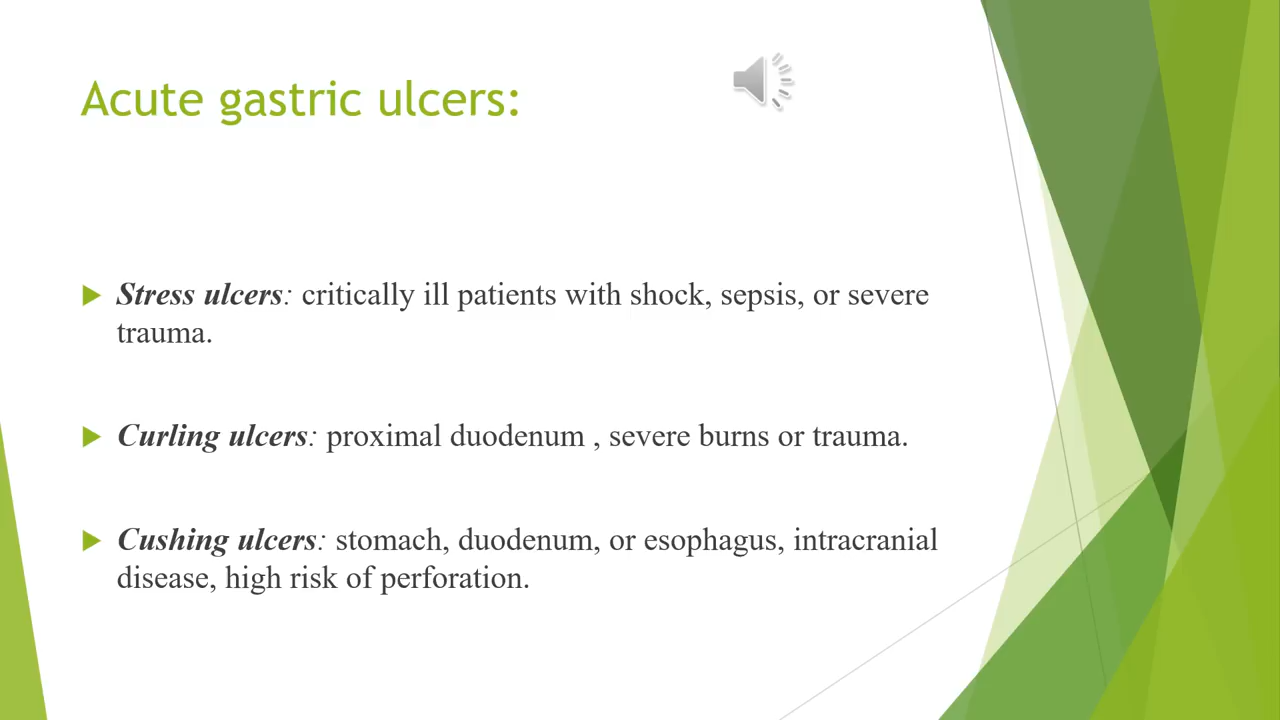 Acute gastric ulcers:
Stress ulcers: critically ill patients with shock, sepsis, or severe
trauma.
Curling ulcers: proximal duodenum , severe burns or trauma.
Cushing ulcers: stomach, duodenum, or esophagus, intracranial
disease, high risk of perforation.